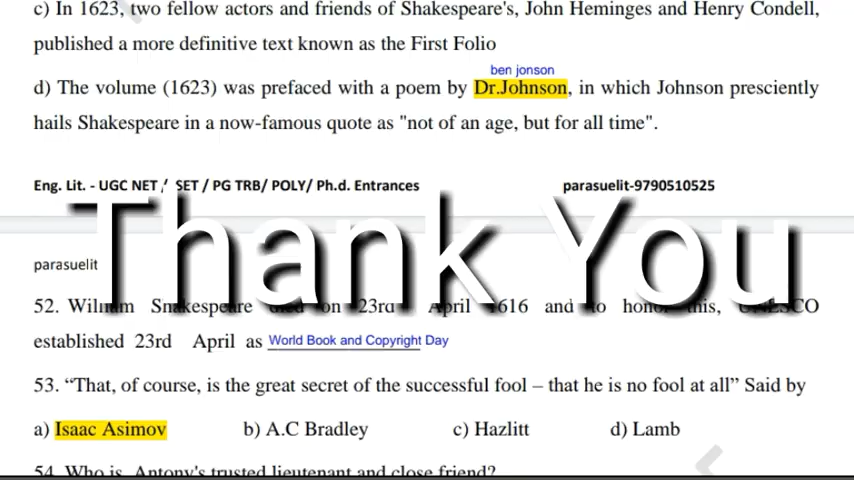 c) In 1623, two fellow actors and friends of Shakespeare's, John Heminges and Henry Condell,
published a more definitive text known as the First Folio
ben jonson
d) The volume (1623) was prefaced with a poem by Dr.Johnson, in which Johnson presciently
hails Shakespeare in a now-famous quote as "not of an age, but for all time".
Eng. Lit. - UGC NET / SET / PG TRB/ POLY/ Ph.d. Entrances parasuelit-9790510525
Thank You
parasuelit
52. William Shakespeare died on 23rd April 1616 and to honor this, UNESCO
established 23rd April as World Book and Copyright Day
53. “That, of course, is the great secret of the successful fool – that he is no fool at all” Said by
a) Isaac Asimov b) A.C Bradley c) Hazlitt d) Lamb
54. Who is Antony's trusted lieutenant and close friend?